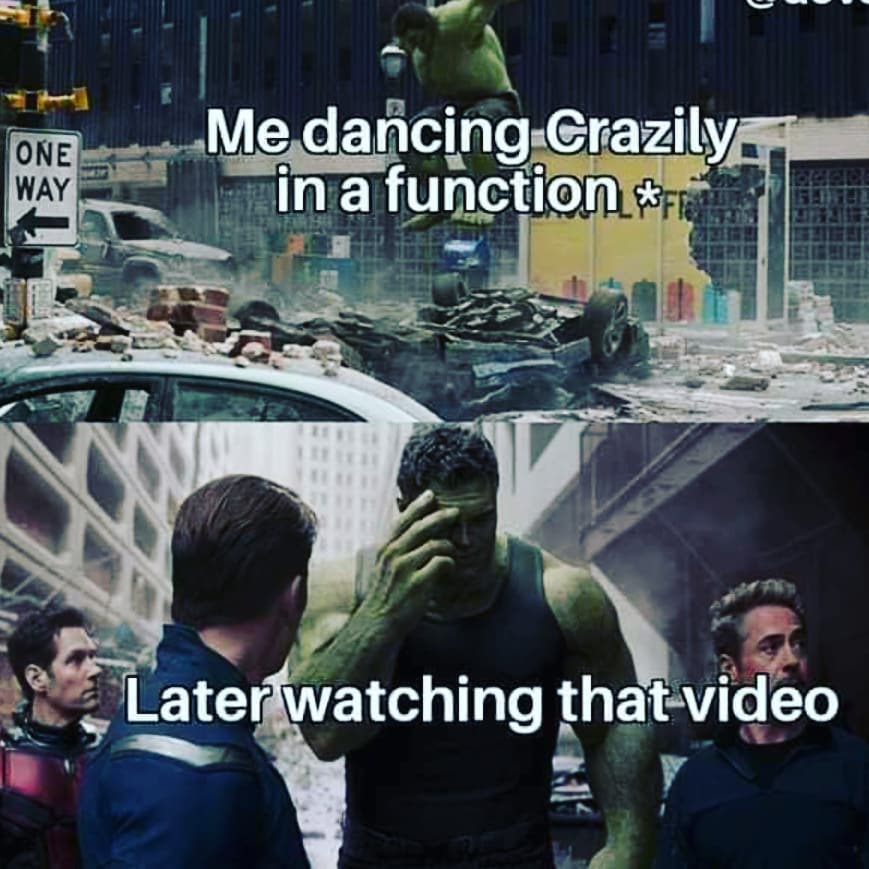 Me dancing Crazily
in a function *
ONE
WAY
Later watching that video